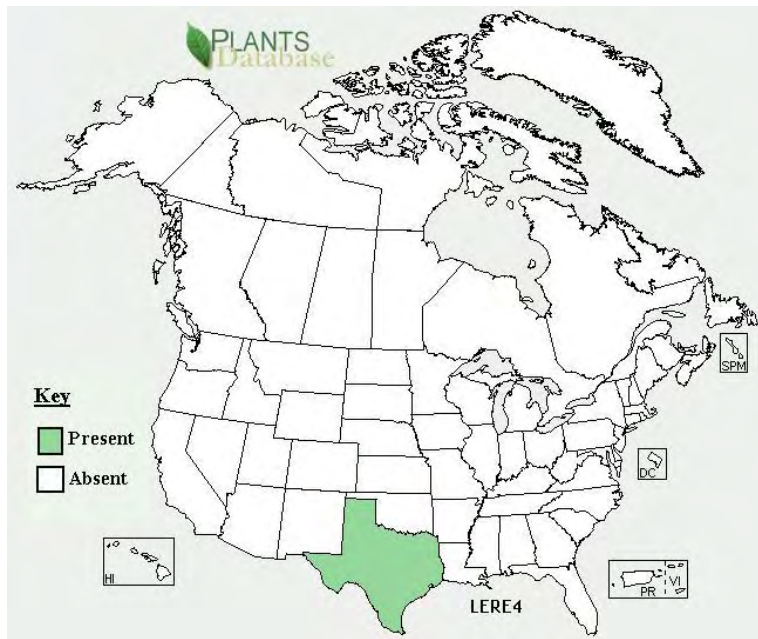 PLANTS
Database
SPM
Key
Present
Absent
DC
HI
PR
VI
LERE4